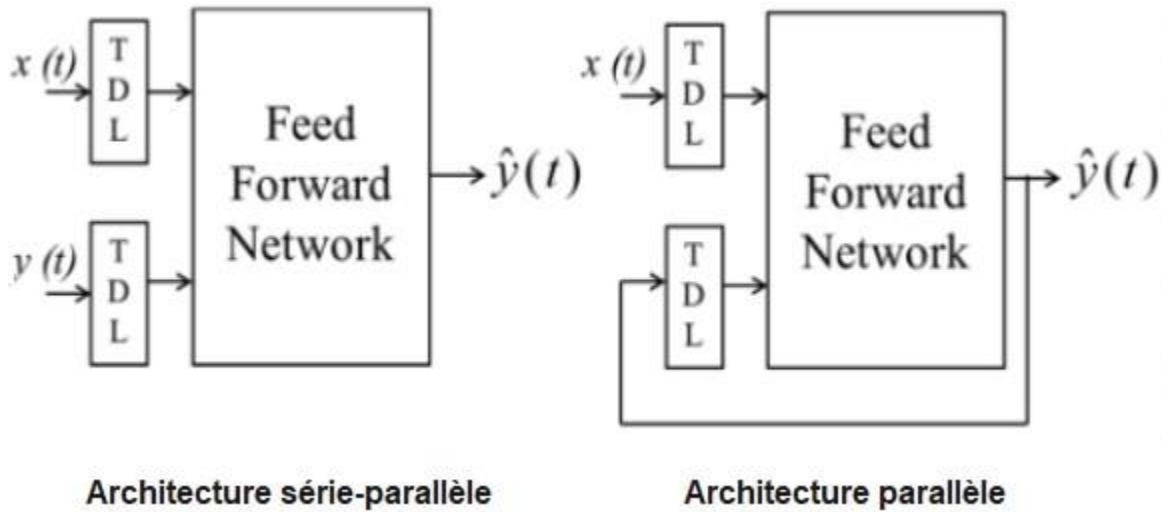 x (t)
T
D
L
Feed
Forward
Network
ŷ(t)
y (t)
T
D
L
Architecture série-parallèle
x (t)
T
D
L
Feed
Forward
Network
ŷ(t)
T
D
L
Architecture parallèle